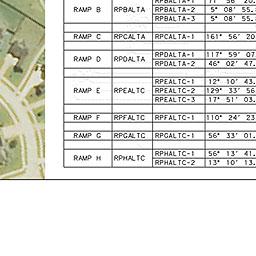 RPBALTA-1 71° 56' 20.
RAMP B RPBALTA RPBALTA-2 5° 08' 55.
RPBALTA-3 5° 08' 55.
RAMP C RPCALTA RPCALTA-1 161° 56' 20
RPDALTA-1 117° 59' 07
RAMP D RPDALTA RPDALTA-2 46° 02' 47.
RPEALTC-1 12° 10' 43.
RAMP E RPEALTC RPEALTC-2 129° 33' 56
RPEALTC-3 17° 51' 03.
RAMP F RPFALTC RPFALTC-1 110° 24' 23
RAMP G RPGALTC RPGALTC-1 56° 33' 01.
RPHALTC-1 56° 13' 41.
RAMP H RPHALTC RPHALTC-2 13° 10' 13.